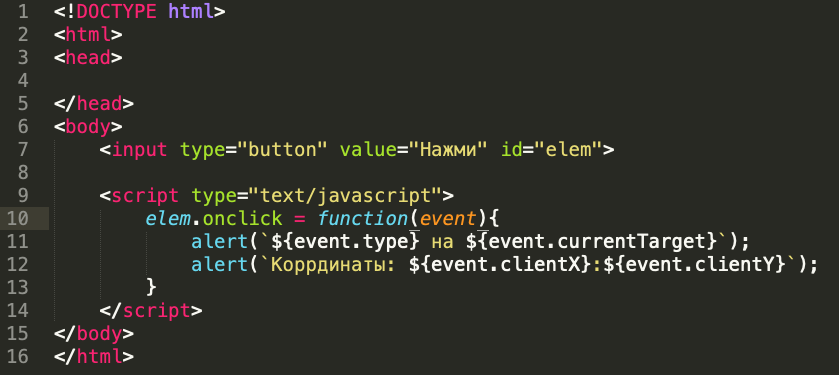 1 <!DOCTYPE html>
2 <html>
3 <head>
4
5 </head>
6 <body>
7 <input type="button" value="Нажми" id="elem">
8
9 <script type="text/javascript">
10 elem.onclick = function(event){
11 alert(`${event.type} на ${event.currentTarget}`);
12 alert(`Коррдинаты: ${event.clientX}:${event.clientY}`);
13 }
14 </script>
15 </body>
16 </html>